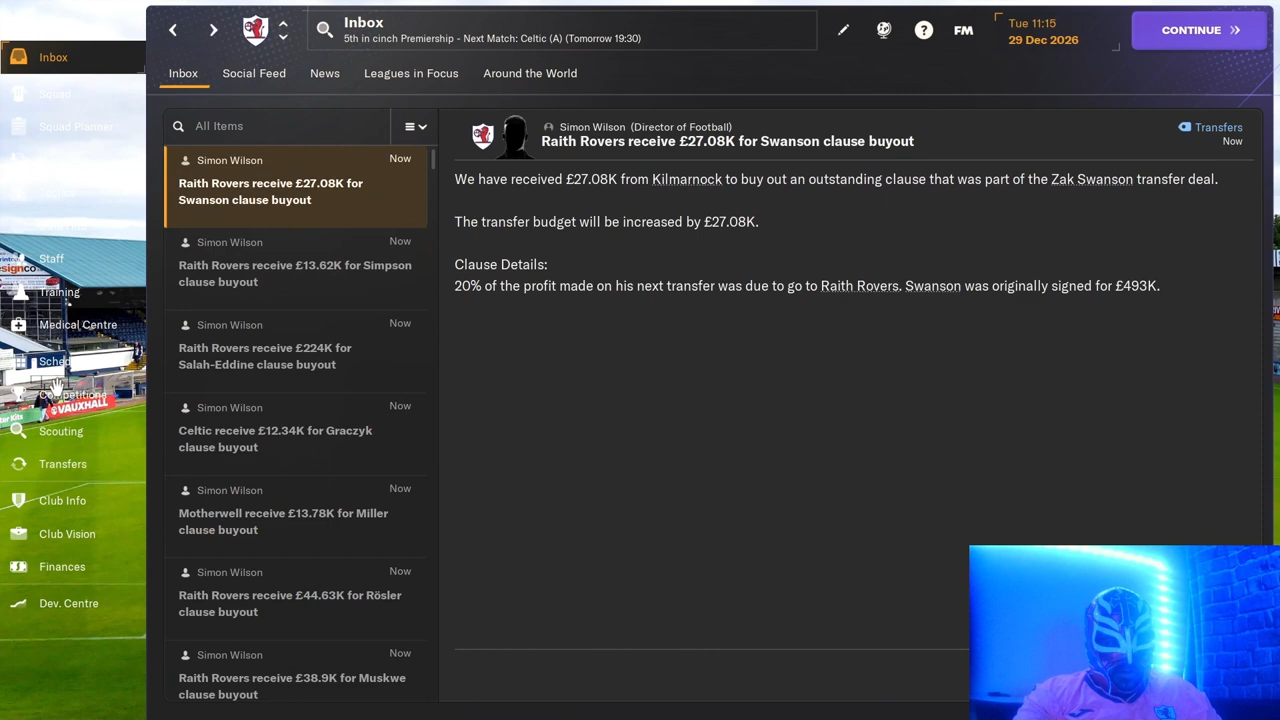 Inbox
5th in cinch Premiership - Next Match: Celtic (A) (Tomorrow 19:30)
?
FM
Tue 11:15
29 Dec 2026
CONTINUE
Inbox
Social Feed
News
Leagues in Focus
Around the World
Inbox
Squad
Squad Planner
Staff
Training
Medical Centre
Sched
Competitions
Scouting
Transfers
Club Info
Club Vision
Finances
Dev. Centre
VAUXHALL
All Items
Simon Wilson
Now
Raith Rovers receive £27.08K for
Swanson clause buyout
Simon Wilson
Now
Raith Rovers receive £13.62K for Simpson
clause buyout
Simon Wilson
Now
Raith Rovers receive £224K for
Salah-Eddine clause buyout
Simon Wilson
Now
Celtic receive £12.34K for Graczyk
clause buyout
Simon Wilson
Now
Motherwell receive £13.78K for Miller
clause buyout
Simon Wilson
Now
Raith Rovers receive £44.63K for
Rösler clause buyout
Simon Wilson
Now
Raith Rovers receive £38.9K for Muskwe
clause buyout
Simon Wilson (Director of Football)
Raith Rovers receive £27.08K for Swanson clause buyout
Transfers
Now
We have received £27.08K from Kilmarnock to buy out an outstanding clause that was part of the Zak Swanson transfer deal.
The transfer budget will be increased by £27.08K.
Clause Details:
20% of the profit made on his next transfer was due to go to Raith Rovers. Swanson was originally signed for £493K.